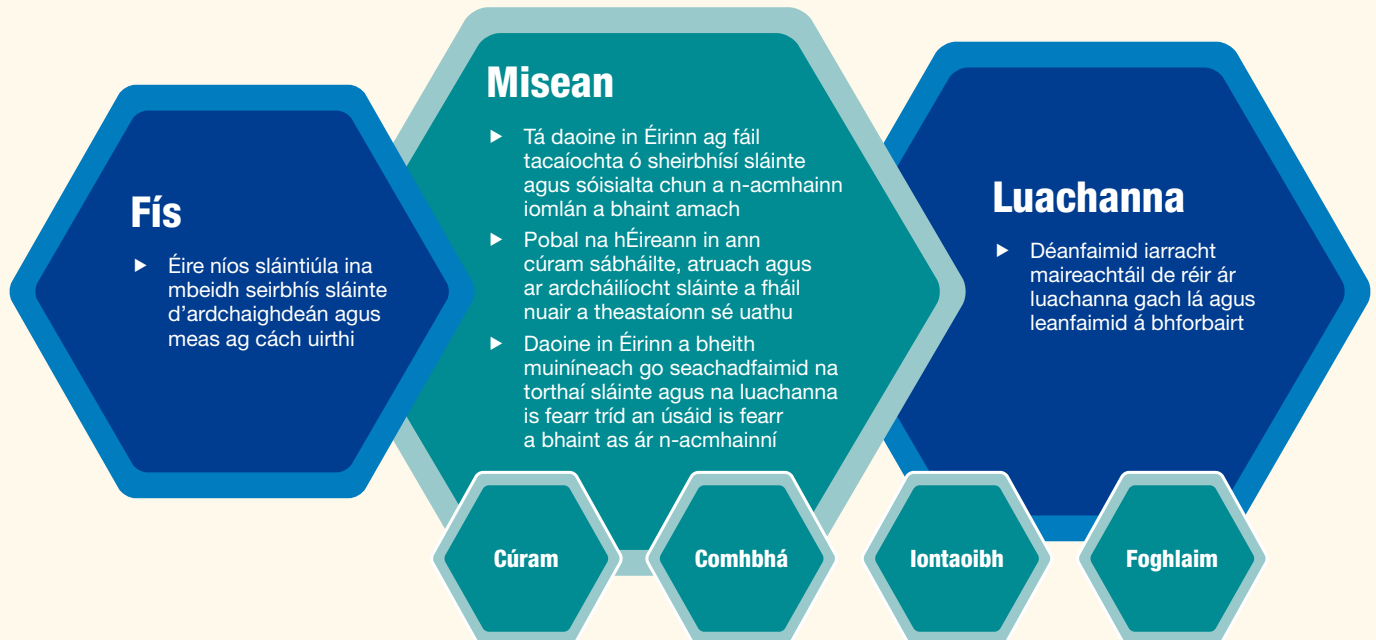 Fís
► Éire níos sláintiúla ina
mbeidh seirbhís sláinte
d’ardchaighdeán agus
meas ag cách uirthi
Misean
► Tá daoine in Éirinn ag fáil
tacaíochta ó sheirbhísí sláinte
agus sóisialta chun a n-acmhainn
iomlán a bhaint amach
► Pobal na hÉireann in ann
cúram sábháilte, atruach agus
ar ardcháilíocht sláinte a fháil
nuair a theastaíonn sé uathu
► Daoine in Éirinn a bheith
muiníneach go seachadfaimid na
torthaí sláinte agus na luachanna
is fearr tríd an úsáid is fearr
a bhaint as ár n-acmhainní
Luachanna
► Déanfaimid iarracht
maireachtáil de réir ár
luachanna gach lá agus
leanfaimid á bhforbairt
Cúram
Comhbhá
Iontaoibh
Foghlaim